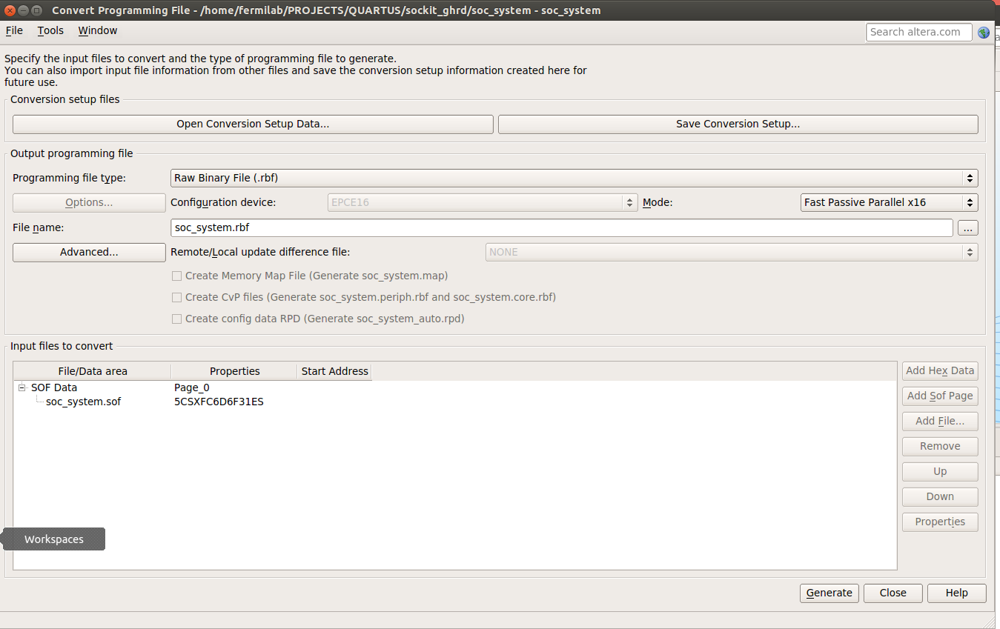 Convert Programming File - /home/fermilab/PROJECTS/QUARTUS/sockit_ghrd/soc_system - soc_system
File Tools Window Search altera.com
Specify the input files to convert and the type of programming file to generate.
You can also import input file information from other files and save the conversion setup information created here for
future use.
Conversion setup files
Open Conversion Setup Data... Save Conversion Setup...
Output programming file
Programming file type: Raw Binary File (.rbf)
Options... Configuration device: EPCE16 Mode: Fast Passive Parallel x16
File name: soc_system.rbf ...
Advanced... Remote/Local update difference file: NONE
Create Memory Map File (Generate soc_system.map)
Create CvP files (Generate soc_system.periph.rbf and soc_system.core.rbf)
Create config data RPD (Generate soc_system_auto.rpd)
Input files to convert
File/Data area Properties Start Address
SOF Data Page_0
soc_system.sof 5CSXFC6D6F31ES
Add Hex Data
Add Sof Page
Add File...
Remove
Up
Down
Properties
Workspaces
Generate Close Help